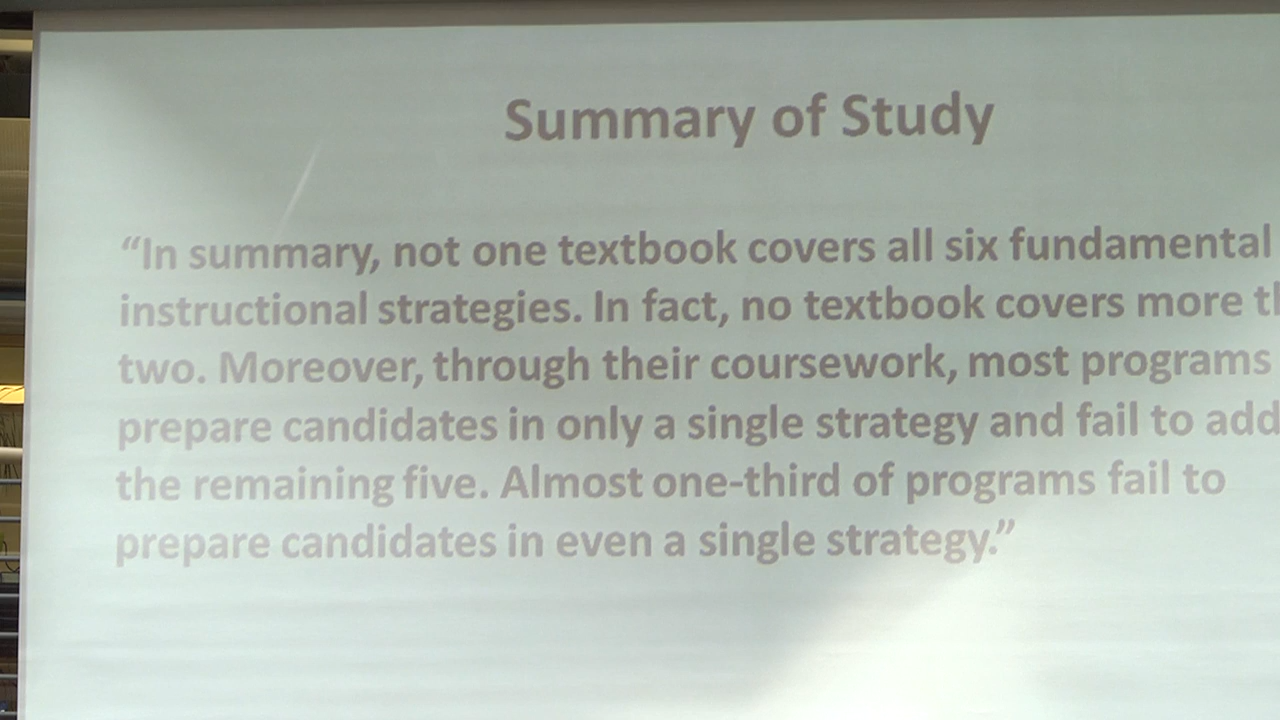 Summary of Study
“In summary, not one textbook covers all six fundamental
instructional strategies. In fact, no textbook covers more
two. Moreover, through their coursework, most programs
prepare candidates in only a single strategy and fail to
the remaining five. Almost one-third of programs fail to
prepare candidates in even a single strategy.”